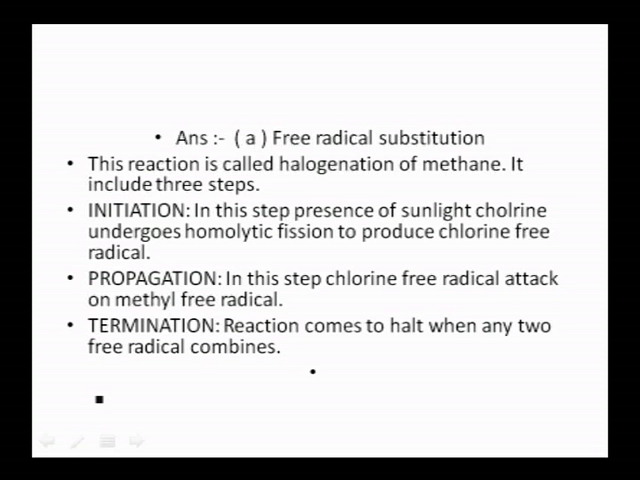 • Ans :- ( a ) Free radical substitution
• This reaction is called halogenation of methane. It
include three steps.
• INITIATION: In this step presence of sunlight cholrine
undergoes homolytic fission to produce chlorine free
radical.
• PROPAGATION: In this step chlorine free radical attack
on methyl free radical.
• TERMINATION: Reaction comes to halt when any two
free radical combines.
•